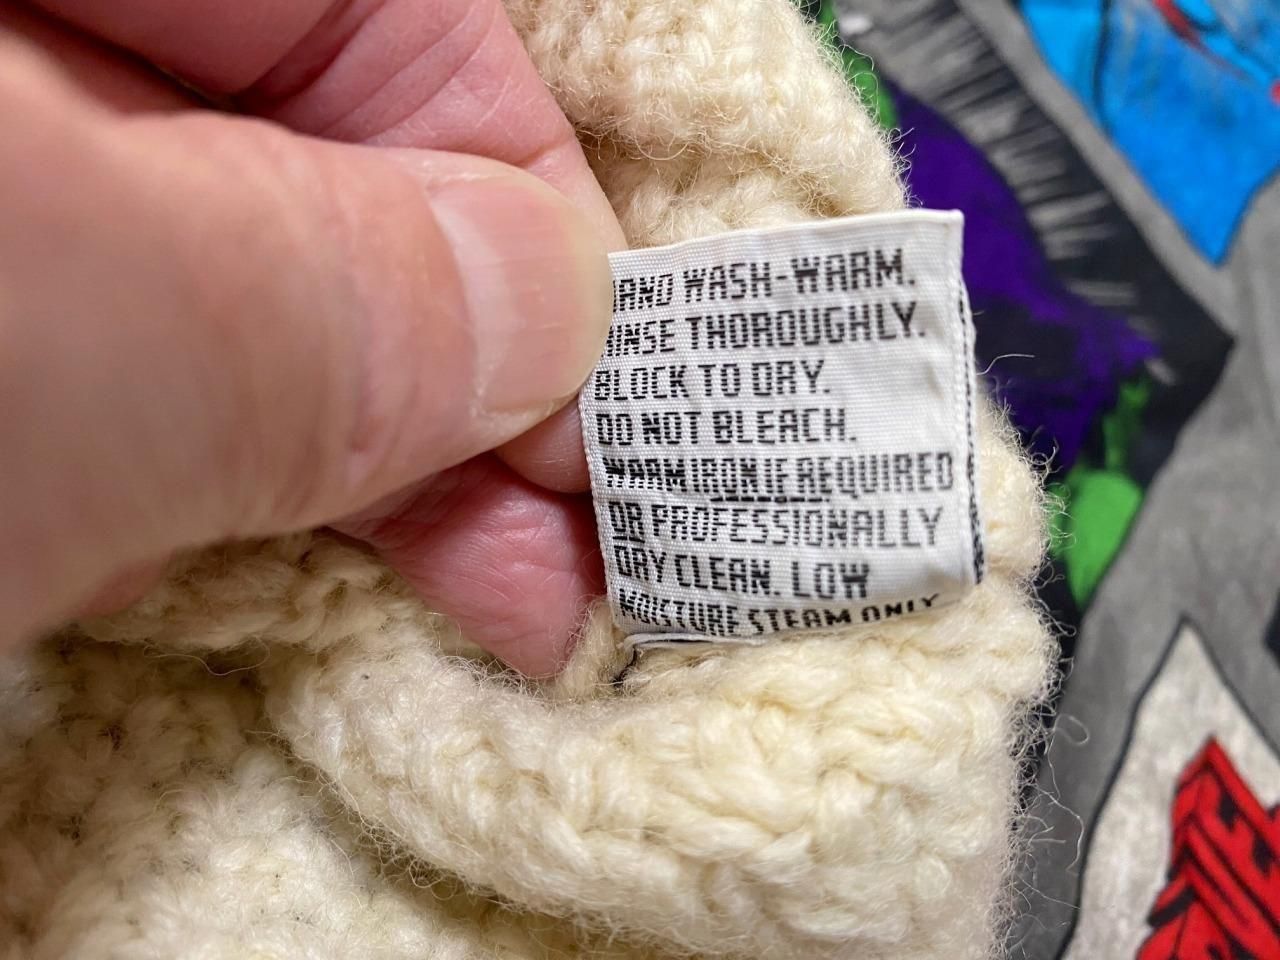 HAND WASH-WARM.
RINSE THOROUGHLY.
BLOCK TO DRY.
DO NOT BLEACH.
WARM IRON IF REQUIRED
OR PROFESSIONALLY
DRY CLEAN. LOW
MOISTURE STEAM ONLY